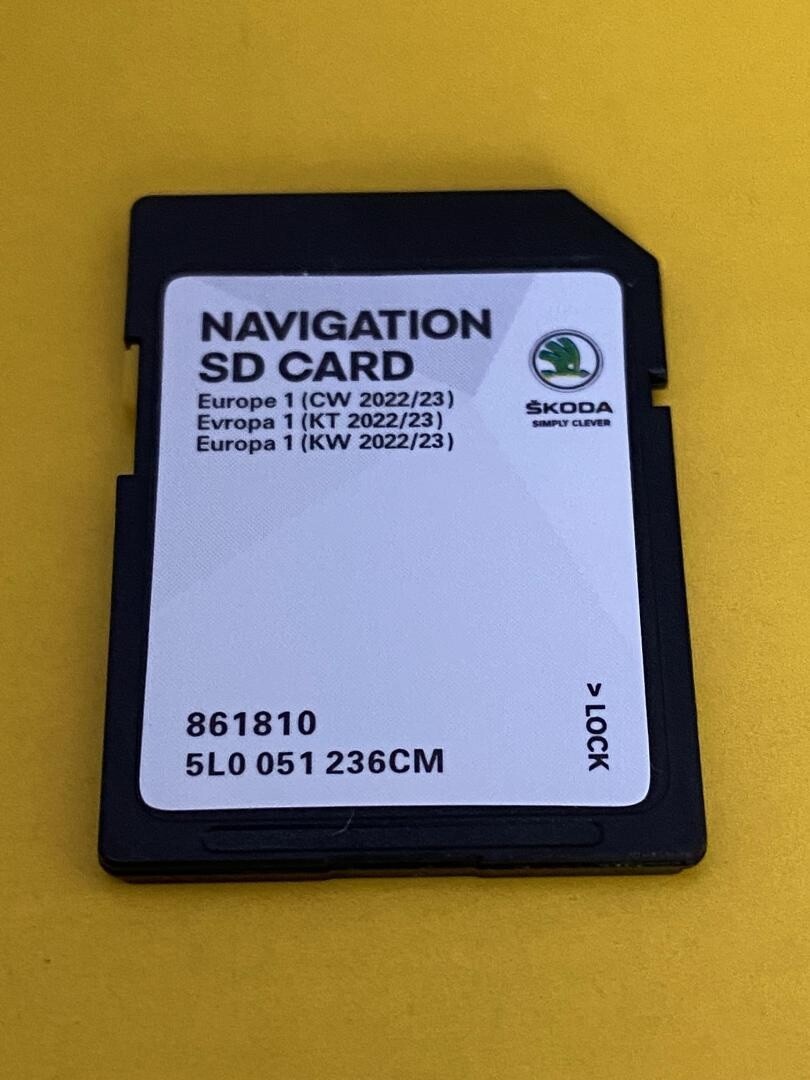 NAVIGATION
SD CARD
Europe 1 (CW 2022/23)
Evropa 1 (KT 2022/23)
Europa 1 (KW 2022/23)
ŠKODA
SIMPLY CLEVER
> LOCK
861810
5L0 051 236CM